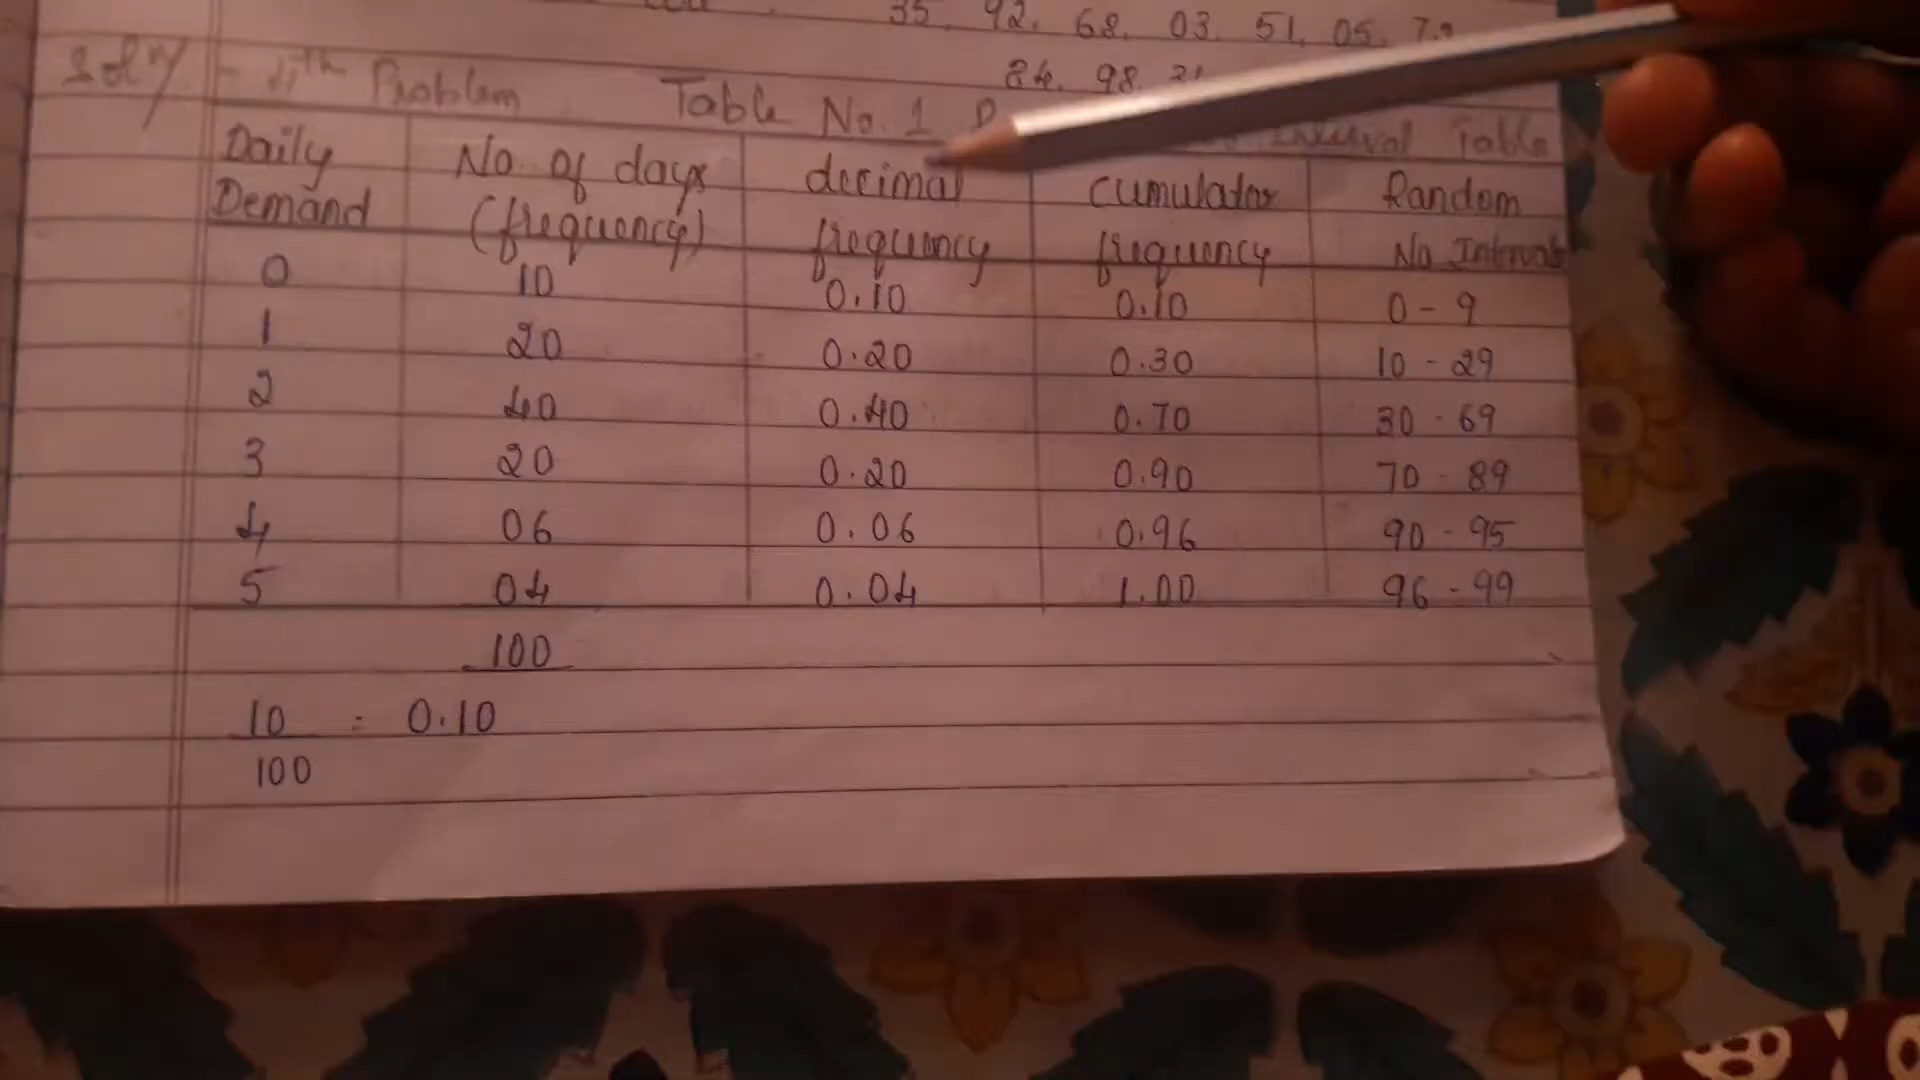 35, 92, 68, 03, 51, 05,
84, 98,
Soln/ - 4th Problem Table No. 1 Interval Table
Daily Demand No. of days (frequency) decimal frequency cumulator frequency Random No Intervals
0 10 0.10 0.10 0 - 9
1 20 0.20 0.30 10 - 29
2 40 0.40 0.70 30 - 69
3 20 0.20 0.90 70 - 89
4 06 0.06 0.96 90 - 95
5 04 0.04 1.00 96 - 99
100
10 = 0.10
100